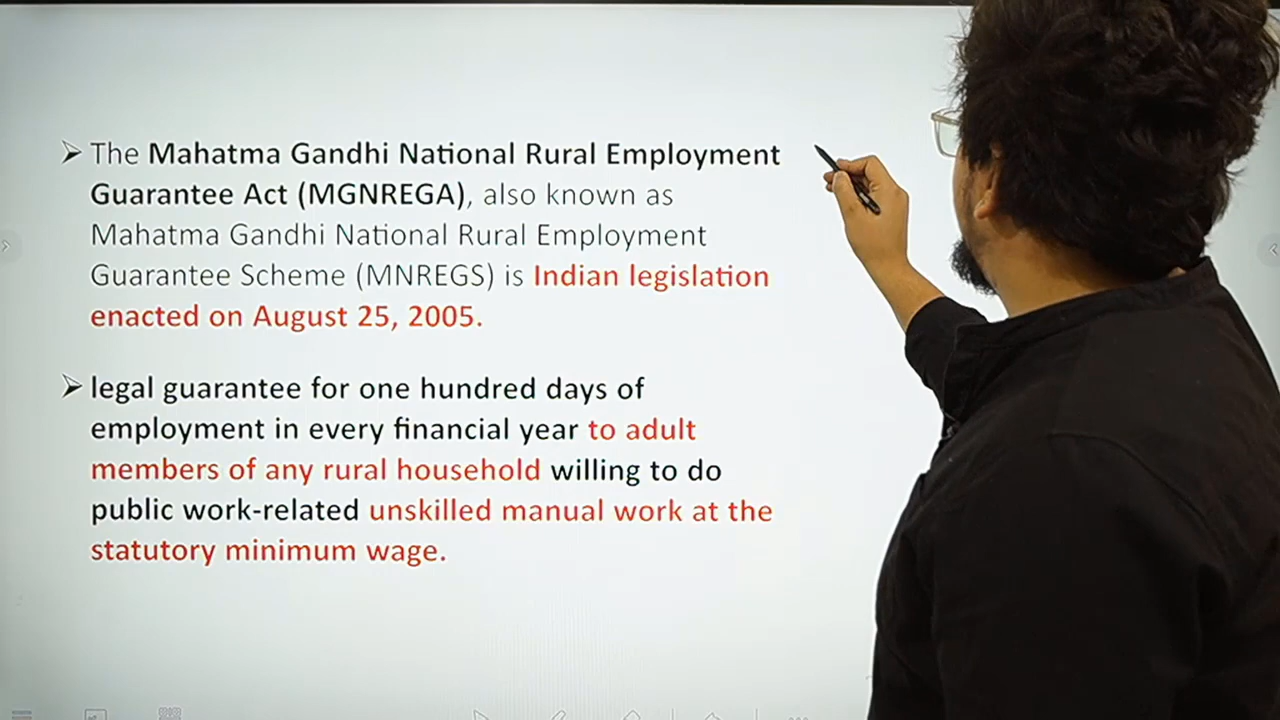 The Mahatma Gandhi National Rural Employment
Guarantee Act (MGNREGA), also known as
Mahatma Gandhi National Rural Employment
Guarantee Scheme (MNREGS) is Indian legislation
enacted on August 25, 2005.
legal guarantee for one hundred days of
employment in every financial year to adult
members of any rural household willing to do
public work-related unskilled manual work at the
statutory minimum wage.